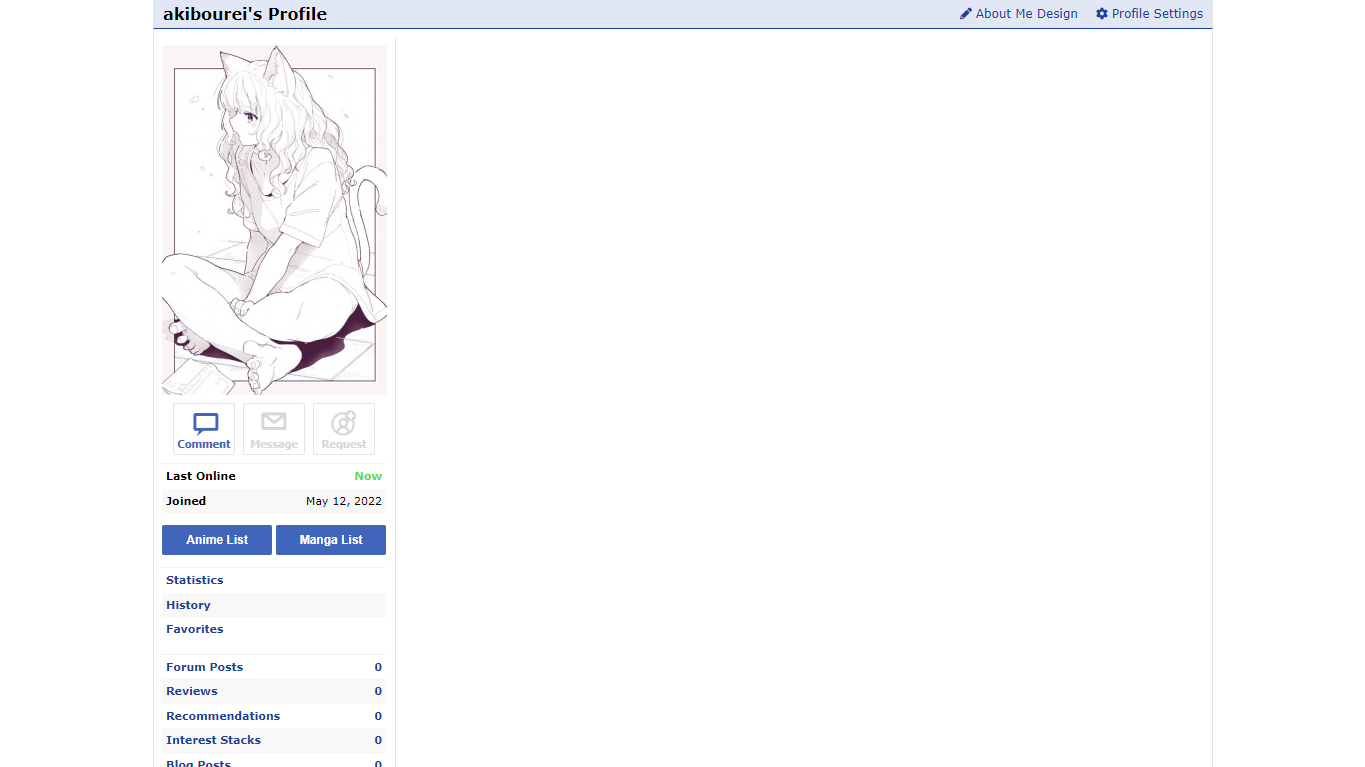 akibourei's Profile
About Me Design
Profile Settings
Comment
Message
Request
Last Online Now
Joined May 12, 2022
Anime List
Manga List
Statistics
History
Favorites
Forum Posts 0
Reviews 0
Recommendations 0
Interest Stacks 0
Blog Posts 0